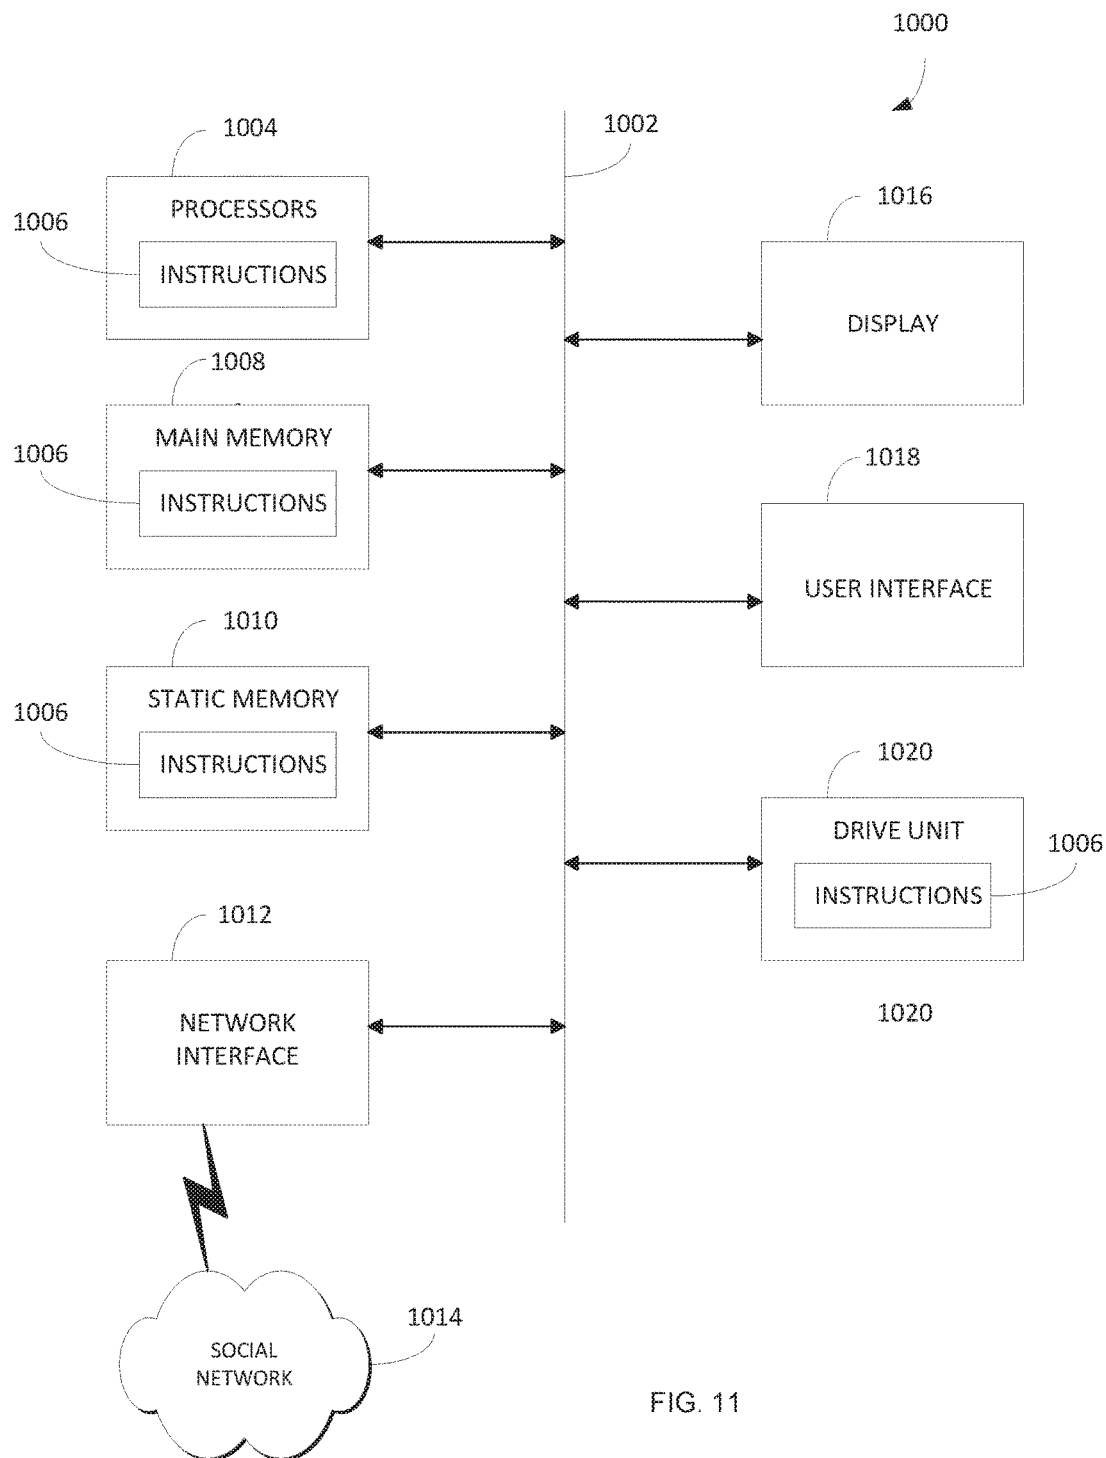 1000
1004
1002
PROCESSORS
1016
1006
INSTRUCTIONS
DISPLAY
1008
MAIN MEMORY
1006
1018
INSTRUCTIONS
USER INTERFACE
1010
STATIC MEMORY
1006
1020
INSTRUCTIONS
DRIVE UNIT
1006
INSTRUCTIONS
1012
1020
NETWORK
INTERFACE
1014
SOCIAL
NETWORK
FIG. 11